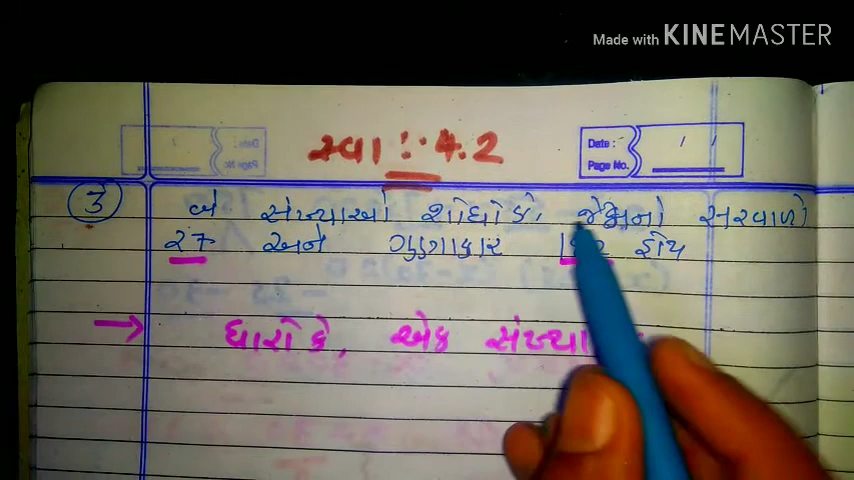 Made with KINEMASTER
સ્વા : 4.2
Date: / /
Page No.
3 બે સંખ્યાઓ શોધો કે, જેમનો સરવાળો
27 અને ગુણાકાર હોય
→ ધારો કે, એક સંખ્યા